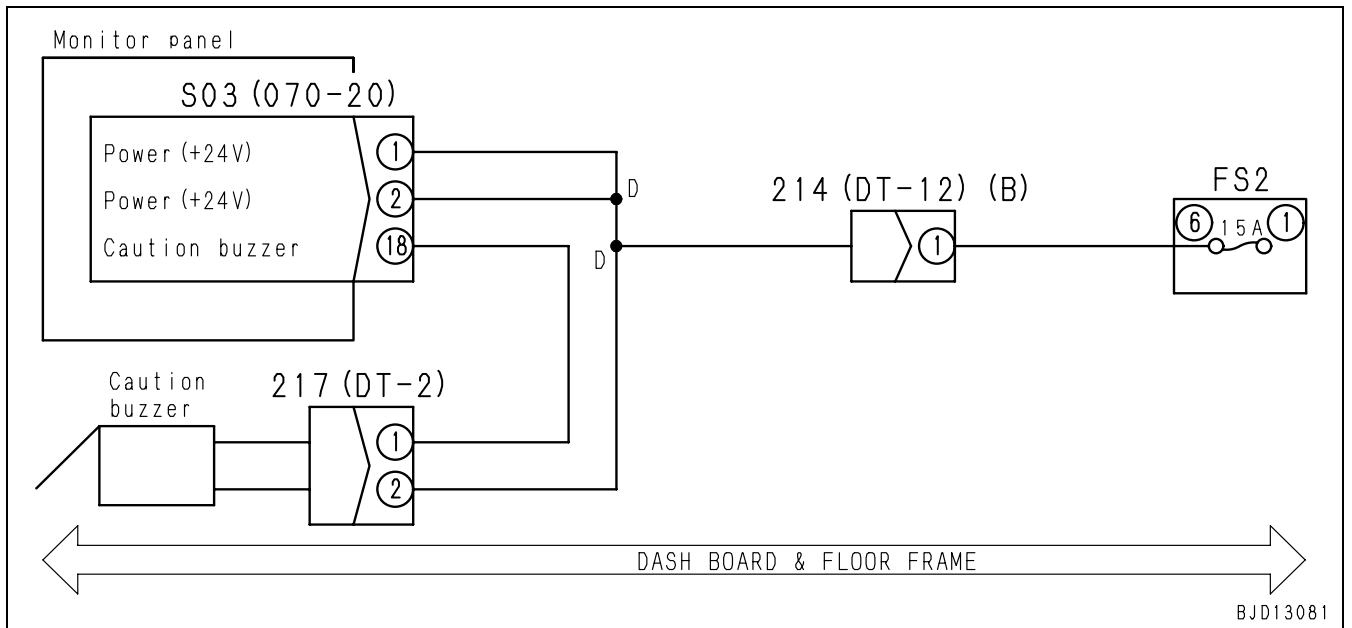 Monitor panel
S03 (070-20)
Power (+24V)
1
Power (+24V)
2
Caution buzzer
18
D
D
214 (DT-12) (B)
1
FS2
6
15A
1
Caution
buzzer
217 (DT-2)
1
2
DASH BOARD & FLOOR FRAME
BJD13081